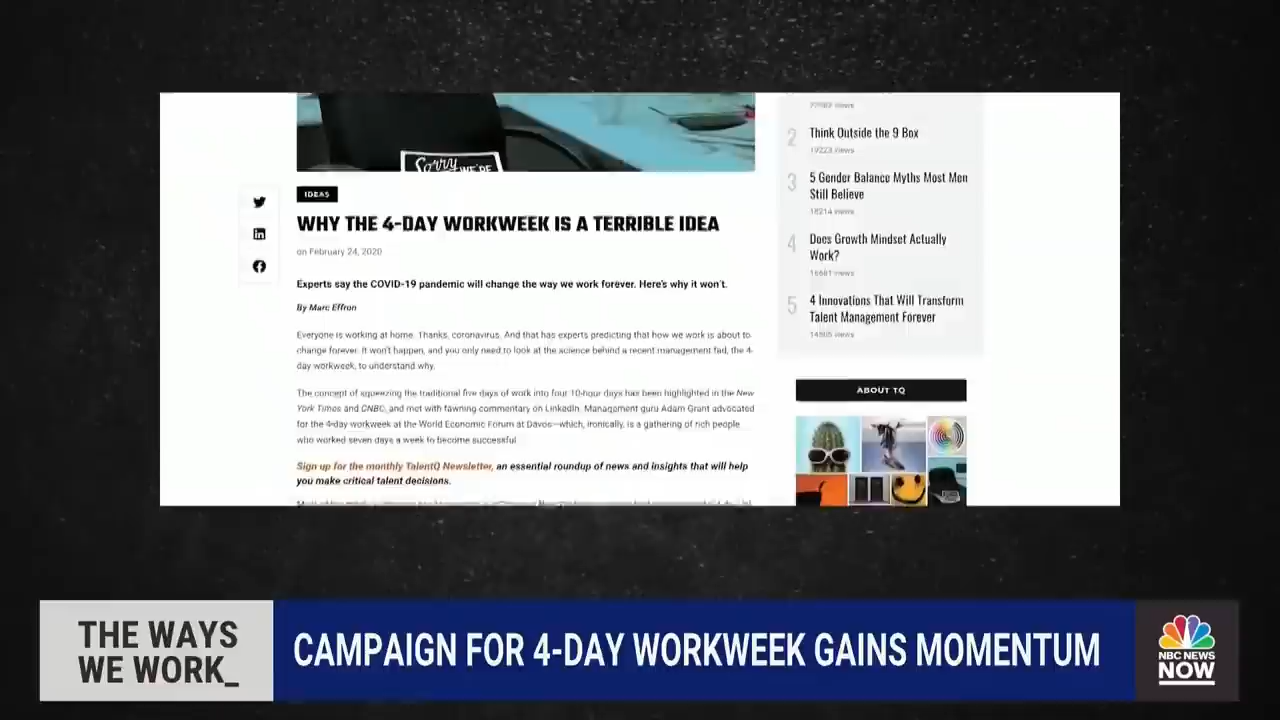 Sorry
WE'RE
IDEAS
WHY THE 4-DAY WORKWEEK IS A TERRIBLE IDEA
on February 24, 2020
Experts say the COVID-19 pandemic will change the way we work forever. Here's why it won't.
By Marc Effron
Everyone is working at home. Thanks, coronavirus. And that has experts predicting that how we work is about to
change forever. It won't happen, and you only need to look at the science behind a recent management fad, the 4-
day workweek, to understand why.
The concept of squeezing the traditional five days of work into four 10-hour days has been highlighted in the New
York Times and CNBC, and met with fawning commentary on LinkedIn. Management guru Adam Grant advocated
for the 4-day workweek at the World Economic Forum at Davos—which, ironically, is a gathering of rich people
who worked seven days a week to become successful.
Sign up for the monthly TalentQ Newsletter, an essential roundup of news and insights that will help
you make critical talent decisions.
views
2 Think Outside the 9 Box
19223 views
3 5 Gender Balance Myths Most Men
Still Believe
18214 views
4 Does Growth Mindset Actually
Work?
views
5 4 Innovations That Will Transform
Talent Management Forever
views
ABOUT TQ
THE WAYS
WE WORK_
CAMPAIGN FOR 4-DAY WORKWEEK GAINS MOMENTUM
NBC NEWS
NOW